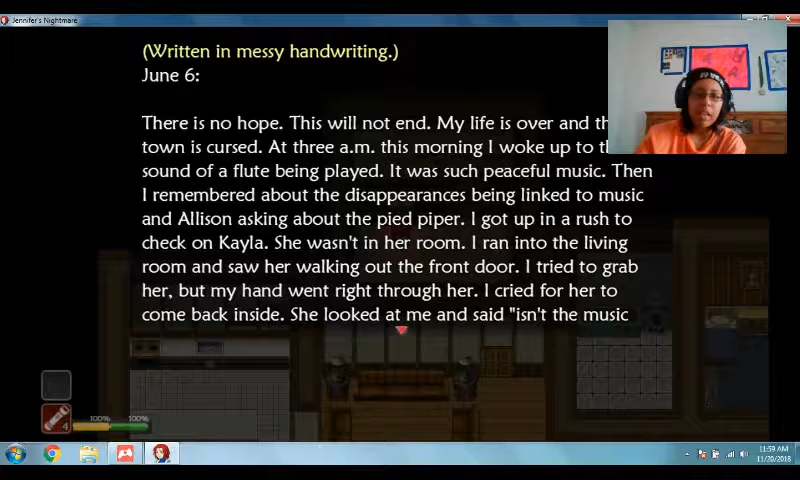 Jennifer's Nightmare
(Written in messy handwriting.)
June 6:
There is no hope. This will not end. My life is over and th
town is cursed. At three a.m. this morning I woke up to th
sound of a flute being played. It was such peaceful music. Then
I remembered about the disappearances being linked to music
and Allison asking about the pied piper. I got up in a rush to
check on Kayla. She wasn't in her room. I ran into the living
room and saw her walking out the front door. I tried to grab
her, but my hand went right through her. I cried for her to
come back inside. She looked at me and said "isn't the music
100% 100%
4
11:59 AM
11/20/2018